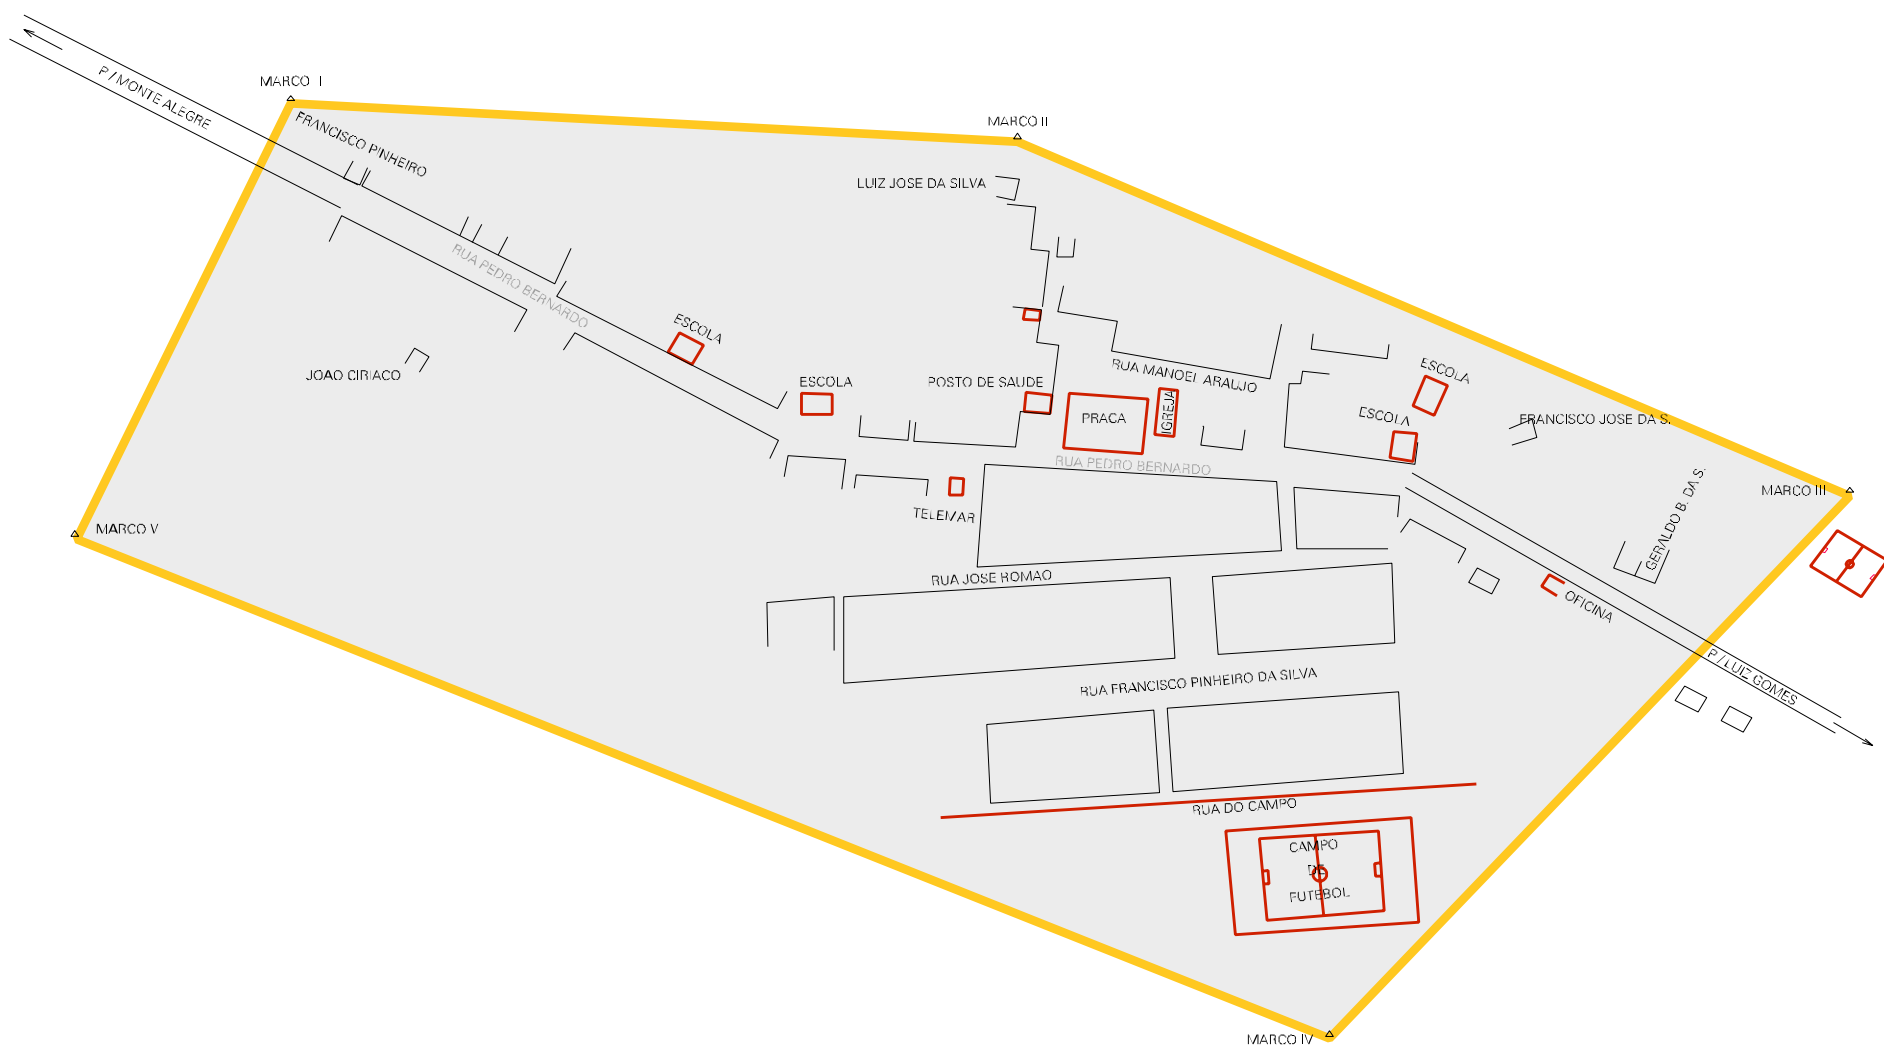 P / MONTE ALEGRE
MARCO I
FRANCISCO PINHEIRO
MARCO II
LUIZ JOSE DA SILVA
RUA PEDRO BERNARDO
ESCOLA
JOAO CIRIACO
ESCOLA
POSTO DE SAUDE
RUA MANOEL ARAUJO
PRACA
IGREJA
ESCOLA
ESCOLA
FRANCISCO JOSE DA S.
RUA PEDRO BERNARDO
MARCO III
GERALDO B. DA S.
MARCO V
TELEMAR
RUA JOSE ROMAO
OFICINA
P / LUIZ GOMES
RUA FRANCISCO PINHEIRO DA SILVA
RUA DO CAMPO
CAMPO
DE
FUTEBOL
MARCO IV